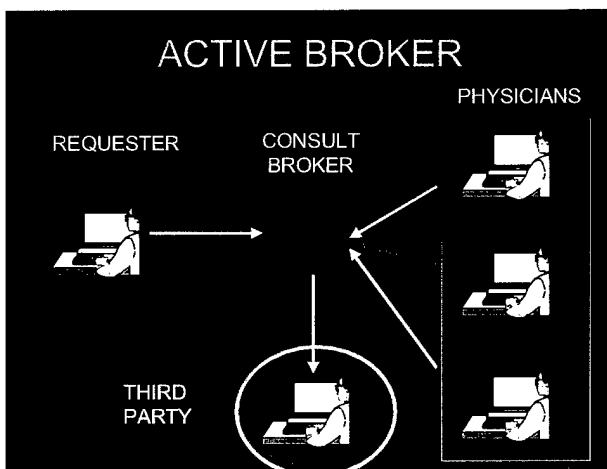 ACTIVE BROKER
PHYSICIANS
REQUESTER
CONSULT
BROKER
THIRD
PARTY